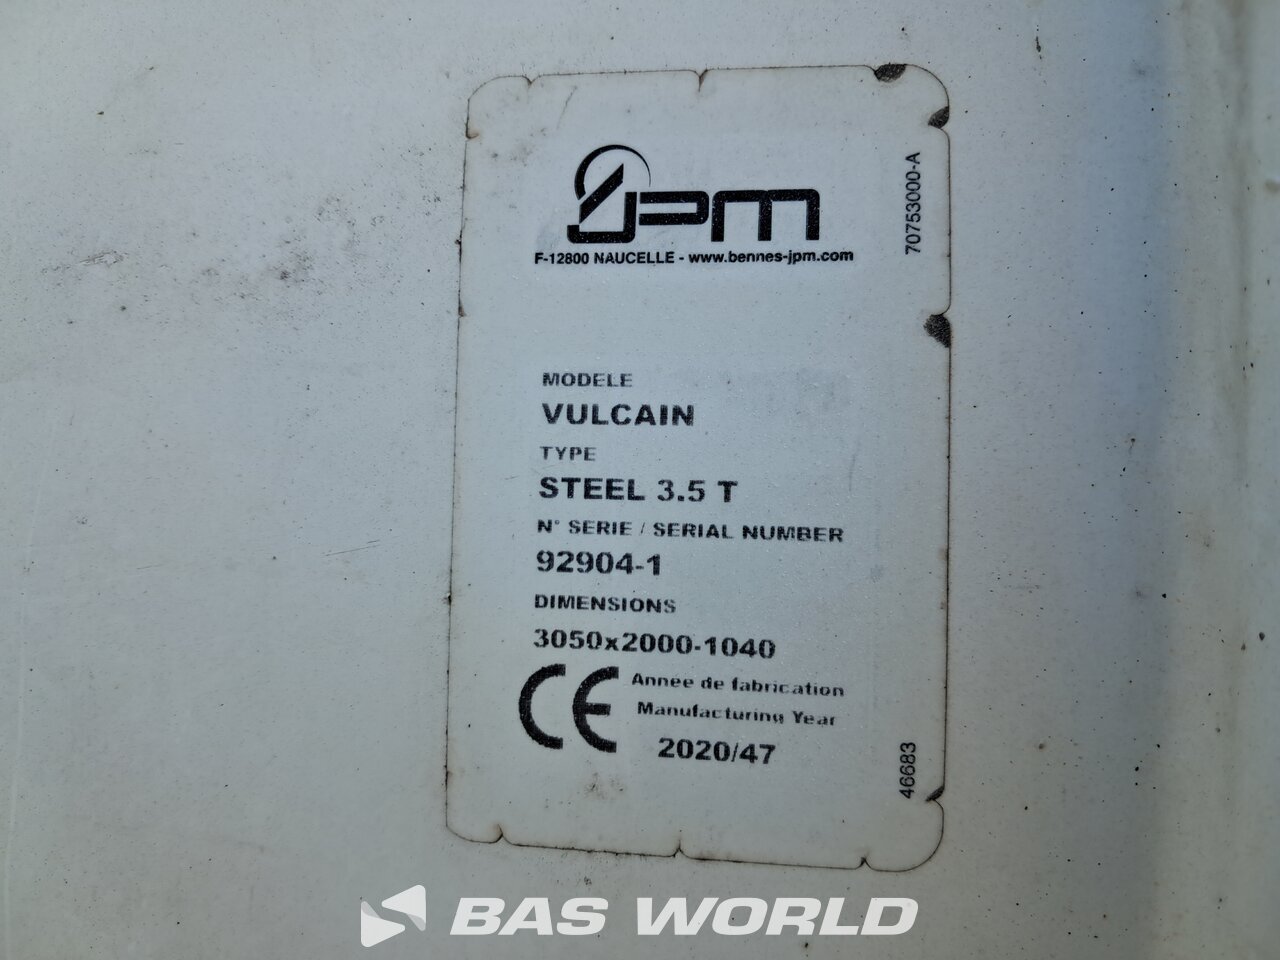 JPM
F-12800 NAUCELLE - www.bennes-jpm.com
70753000-A
MODELE
VULCAIN
TYPE
STEEL 3.5 T
N° SERIE / SERIAL NUMBER
92904-1
DIMENSIONS
3050x2000-1040
CE
Annee de fabrication
Manufacturing Year
2020/47
46683
BAS WORLD